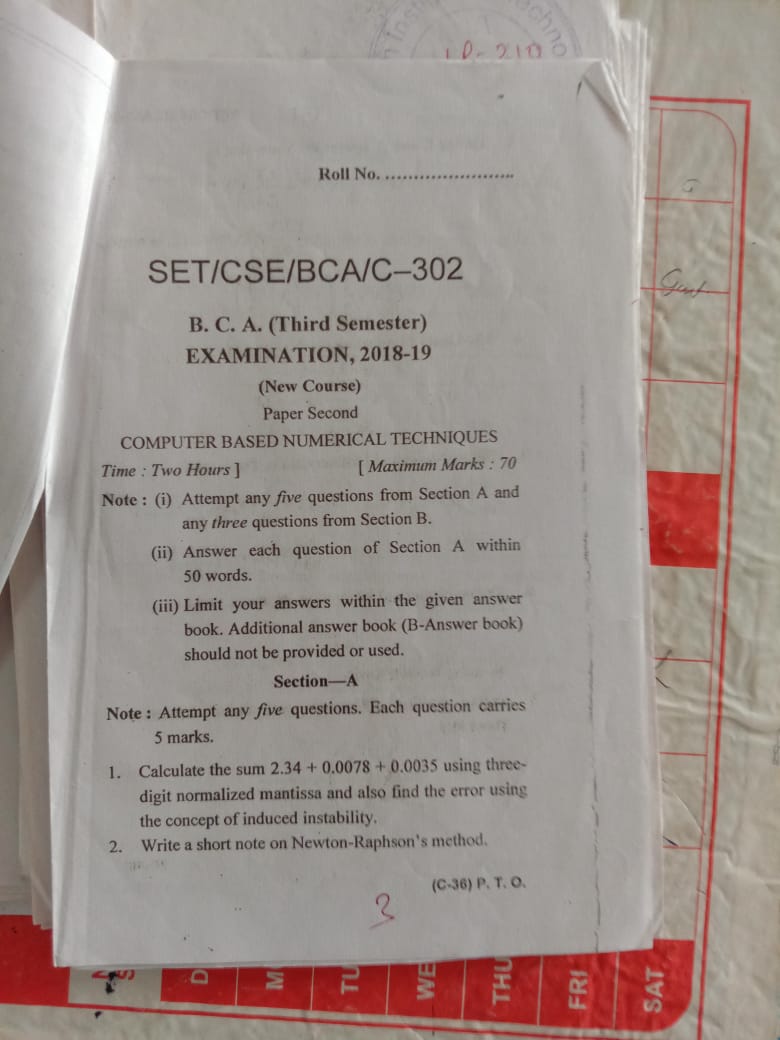 LD-210
Roll No. .......................
SET/CSE/BCA/C–302
B. C. A. (Third Semester)
EXAMINATION, 2018-19
(New Course)
Paper Second
COMPUTER BASED NUMERICAL TECHNIQUES
Time : Two Hours ] [ Maximum Marks : 70
Note : (i) Attempt any five questions from Section A and
any three questions from Section B.
(ii) Answer each question of Section A within
50 words.
(iii) Limit your answers within the given answer
book. Additional answer book (B-Answer book)
should not be provided or used.
Section—A
Note : Attempt any five questions. Each question carries
5 marks.
1. Calculate the sum 2.34 + 0.0078 + 0.0035 using three-
digit normalized mantissa and also find the error using
the concept of induced instability.
2. Write a short note on Newton-Raphson's method.
(C-36) P. T. O.
3
D M TU WE THU FRI SAT